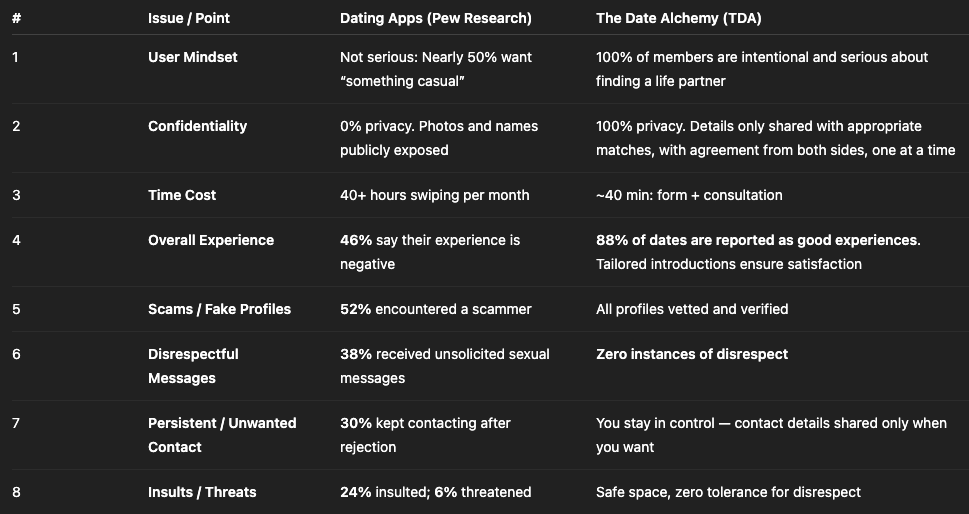 # Issue / Point Dating Apps (Pew Research) The Date Alchemy (TDA)
1 User Mindset Not serious: Nearly 50% want 100% of members are intentional and serious about
“something casual” finding a life partner
2 Confidentiality 0% privacy. Photos and names 100% privacy. Details only shared with appropriate
publicly exposed matches, with agreement from both sides, one at a time
3 Time Cost 40+ hours swiping per month ~40 min: form + consultation
4 Overall Experience 46% say their experience is 88% of dates are reported as good experiences.
negative Tailored introductions ensure satisfaction
5 Scams / Fake Profiles 52% encountered a scammer All profiles vetted and verified
6 Disrespectful 38% received unsolicited sexual Zero instances of disrespect
Messages messages
7 Persistent / Unwanted 30% kept contacting after You stay in control — contact details shared only when
Contact rejection you want
8 Insults / Threats 24% insulted; 6% threatened Safe space, zero tolerance for disrespect